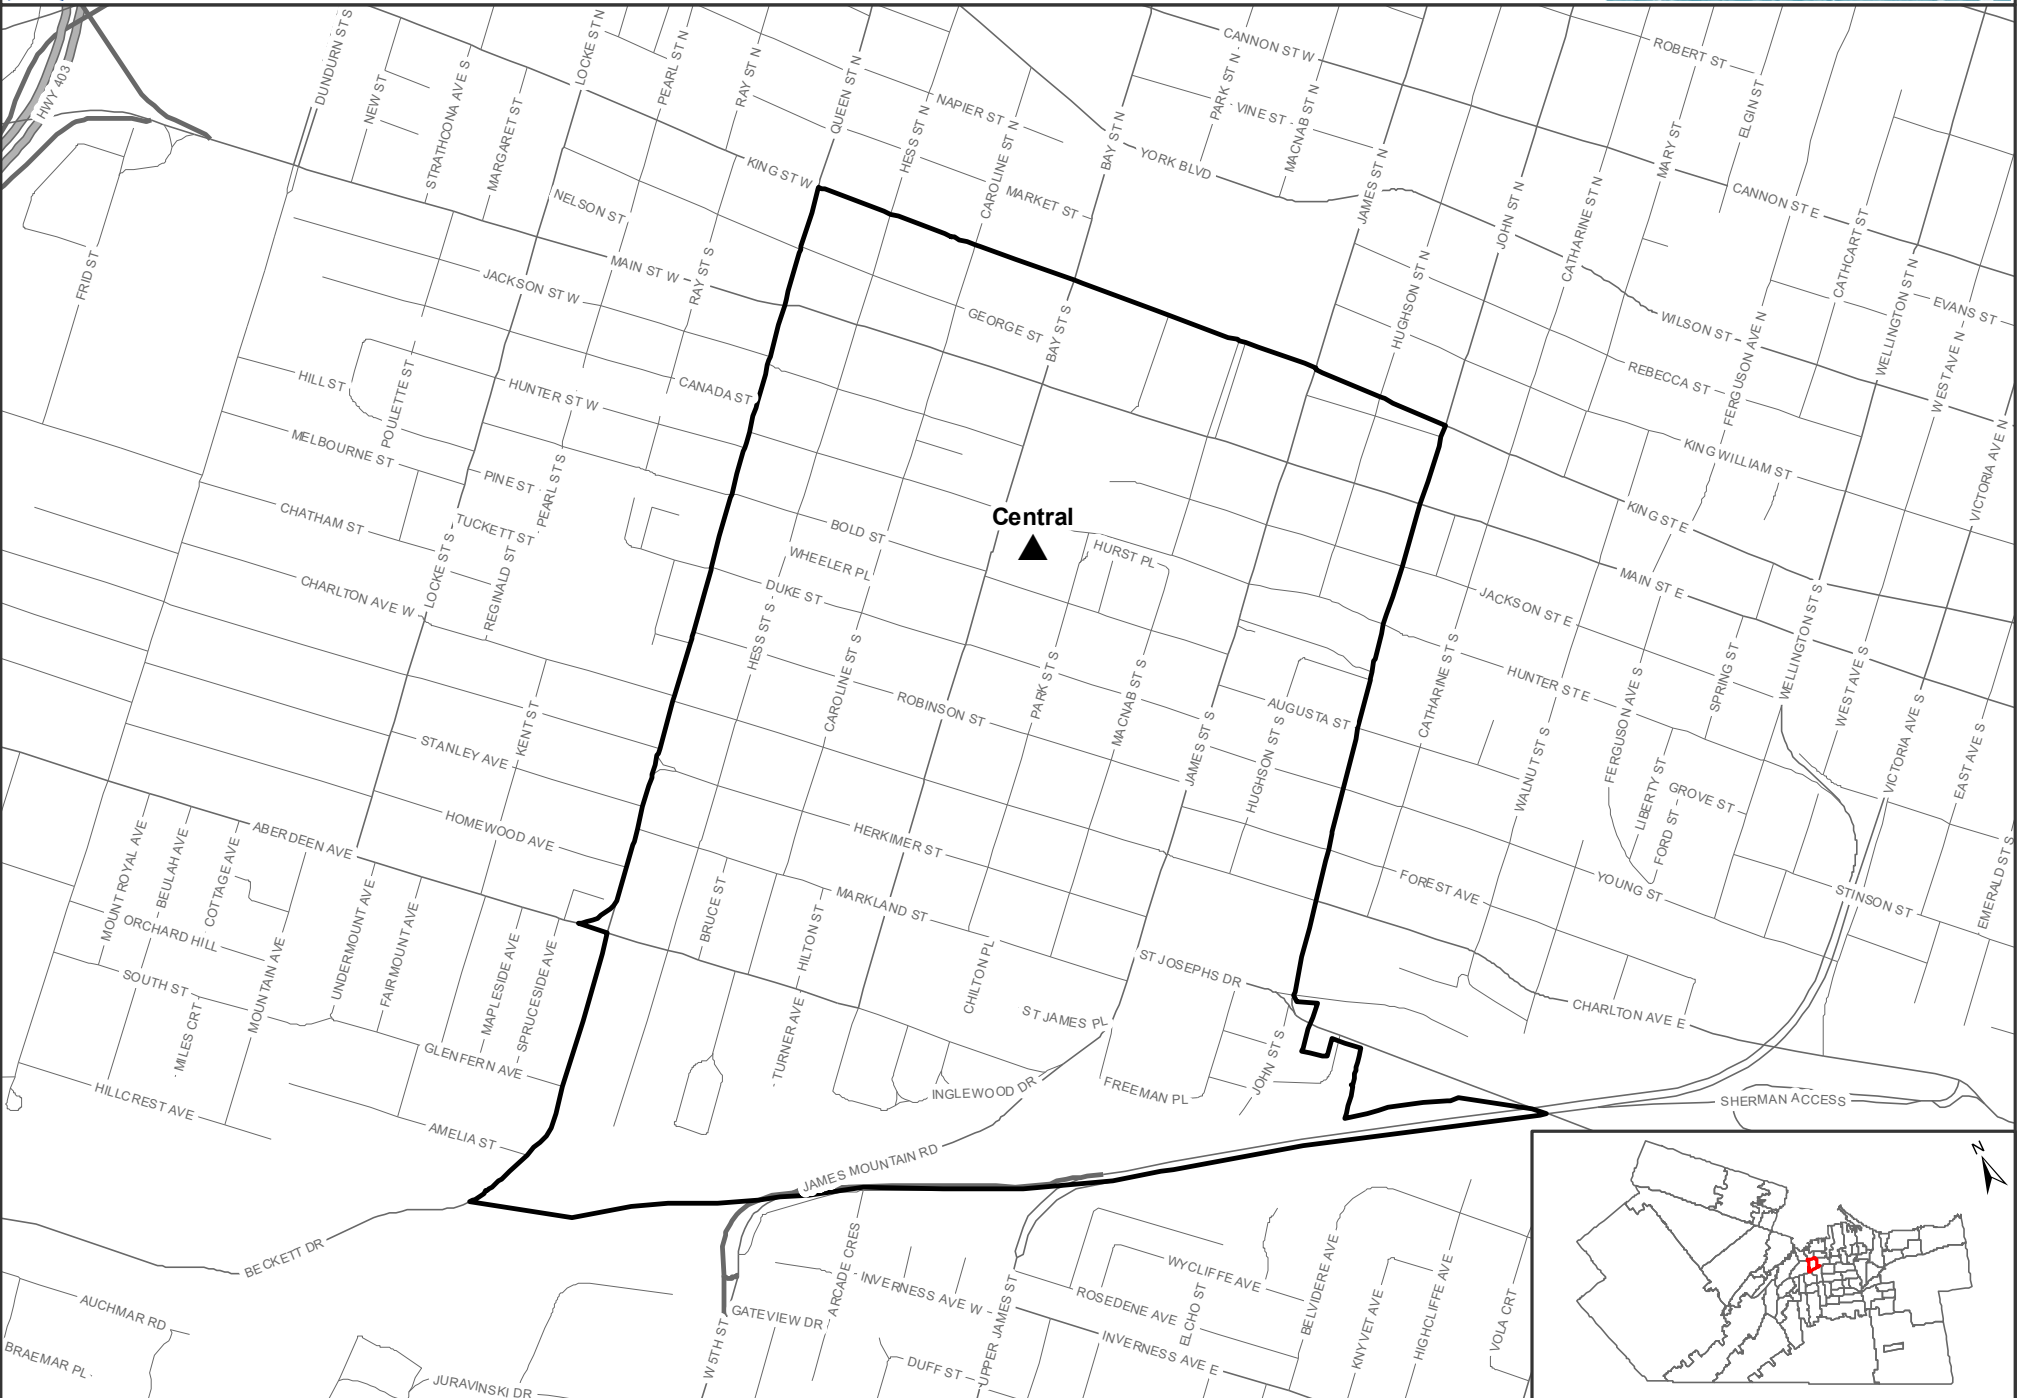 DUNDURN ST S
LOCKE ST N
CANNON ST W
ROBERT ST
HWY 403
NEW ST
STRATHCONA AVE S
MARGARET ST
PEARL ST N
RAY ST N
QUEEN ST N
HESS ST N
NAPIER ST
CAROLINE ST N
BAY ST N
PARK ST N
VINE ST
MACNAB ST N
MARY ST
ELGIN ST
YORK BLVD
KING ST W
MARKET ST
JAMES ST N
JOHN ST N
CATHARINE ST N
CANNON ST E
CATHCART ST
NELSON ST
FRID ST
JACKSON ST W
MAIN ST W
RAY ST S
GEORGE ST
BAY ST S
HUGHSON ST N
WILSON ST
FERGUSON AVE N
WELLINGTON ST N
EVANS ST
WEST AVE N
HILL ST
POULETTE ST
HUNTER ST W
CANADA ST
REBECCA ST
MELBOURNE ST
PINE ST
PEARL ST S
KING WILLIAM ST
VICTORIA AVE N
CHATHAM ST
TUCKETT ST
BOLD ST
Central
KING ST E
WHEELER PL
HURST PL
CHARLTON AVE W
LOCKE ST S
REGINALD ST
DUKE ST
HESS ST S
MAIN ST E
JACKSON ST E
WELLINGTON ST S
CAROLINE ST S
PARK ST S
MACNAB ST S
CATHARINE ST S
HUNTER ST E
SPRING ST
WEST AVE S
ROBINSON ST
AUGUSTA ST
STANLEY AVE
KENT ST
JAMES ST S
HUGHSON ST S
WALNUT ST S
FERGUSON AVE S
LIBERTY ST
GROVE ST
VICTORIA AVE S
EAST AVE S
HOMEWOOD AVE
HERKIMER ST
FORD ST
MOUNT ROYAL AVE
BEULAH AVE
COTTAGE AVE
ABERDEEN AVE
MARKLAND ST
FOREST AVE
YOUNG ST
STINSON ST
EMERALD ST S
ORCHARD HILL
UNDERMOUNT AVE
FAIRMOUNT AVE
BRUCE ST
HILTON ST
SOUTH ST
MOUNTAIN AVE
MAPLESIDE AVE
SPRUCESIDE AVE
CHILTON PL
ST JOSEPHS DR
ST JAMES PL
CHARLTON AVE E
MILES CRT
TURNER AVE
GLENFERN AVE
JOHN ST S
HILLCREST AVE
INGLEWOOD DR
FREEMAN PL
SHERMAN ACCESS
AMELIA ST
JAMES MOUNTAIN RD
N
BECKETT DR
ARCADE CRES
WYCLIFFE AVE
BELVIDERE AVE
HIGHCLIFFE AVE
INVERNESS AVE W
ROSEDENE AVE
ELCHO ST
KNYVET AVE
VOLA CRT
AUCHMAR RD
GATEVIEW DR
INVERNESS AVE E
BRAEMAR PL
W 5TH ST
DUFF ST
UPPER JAMES ST
JURAVINSKI DR